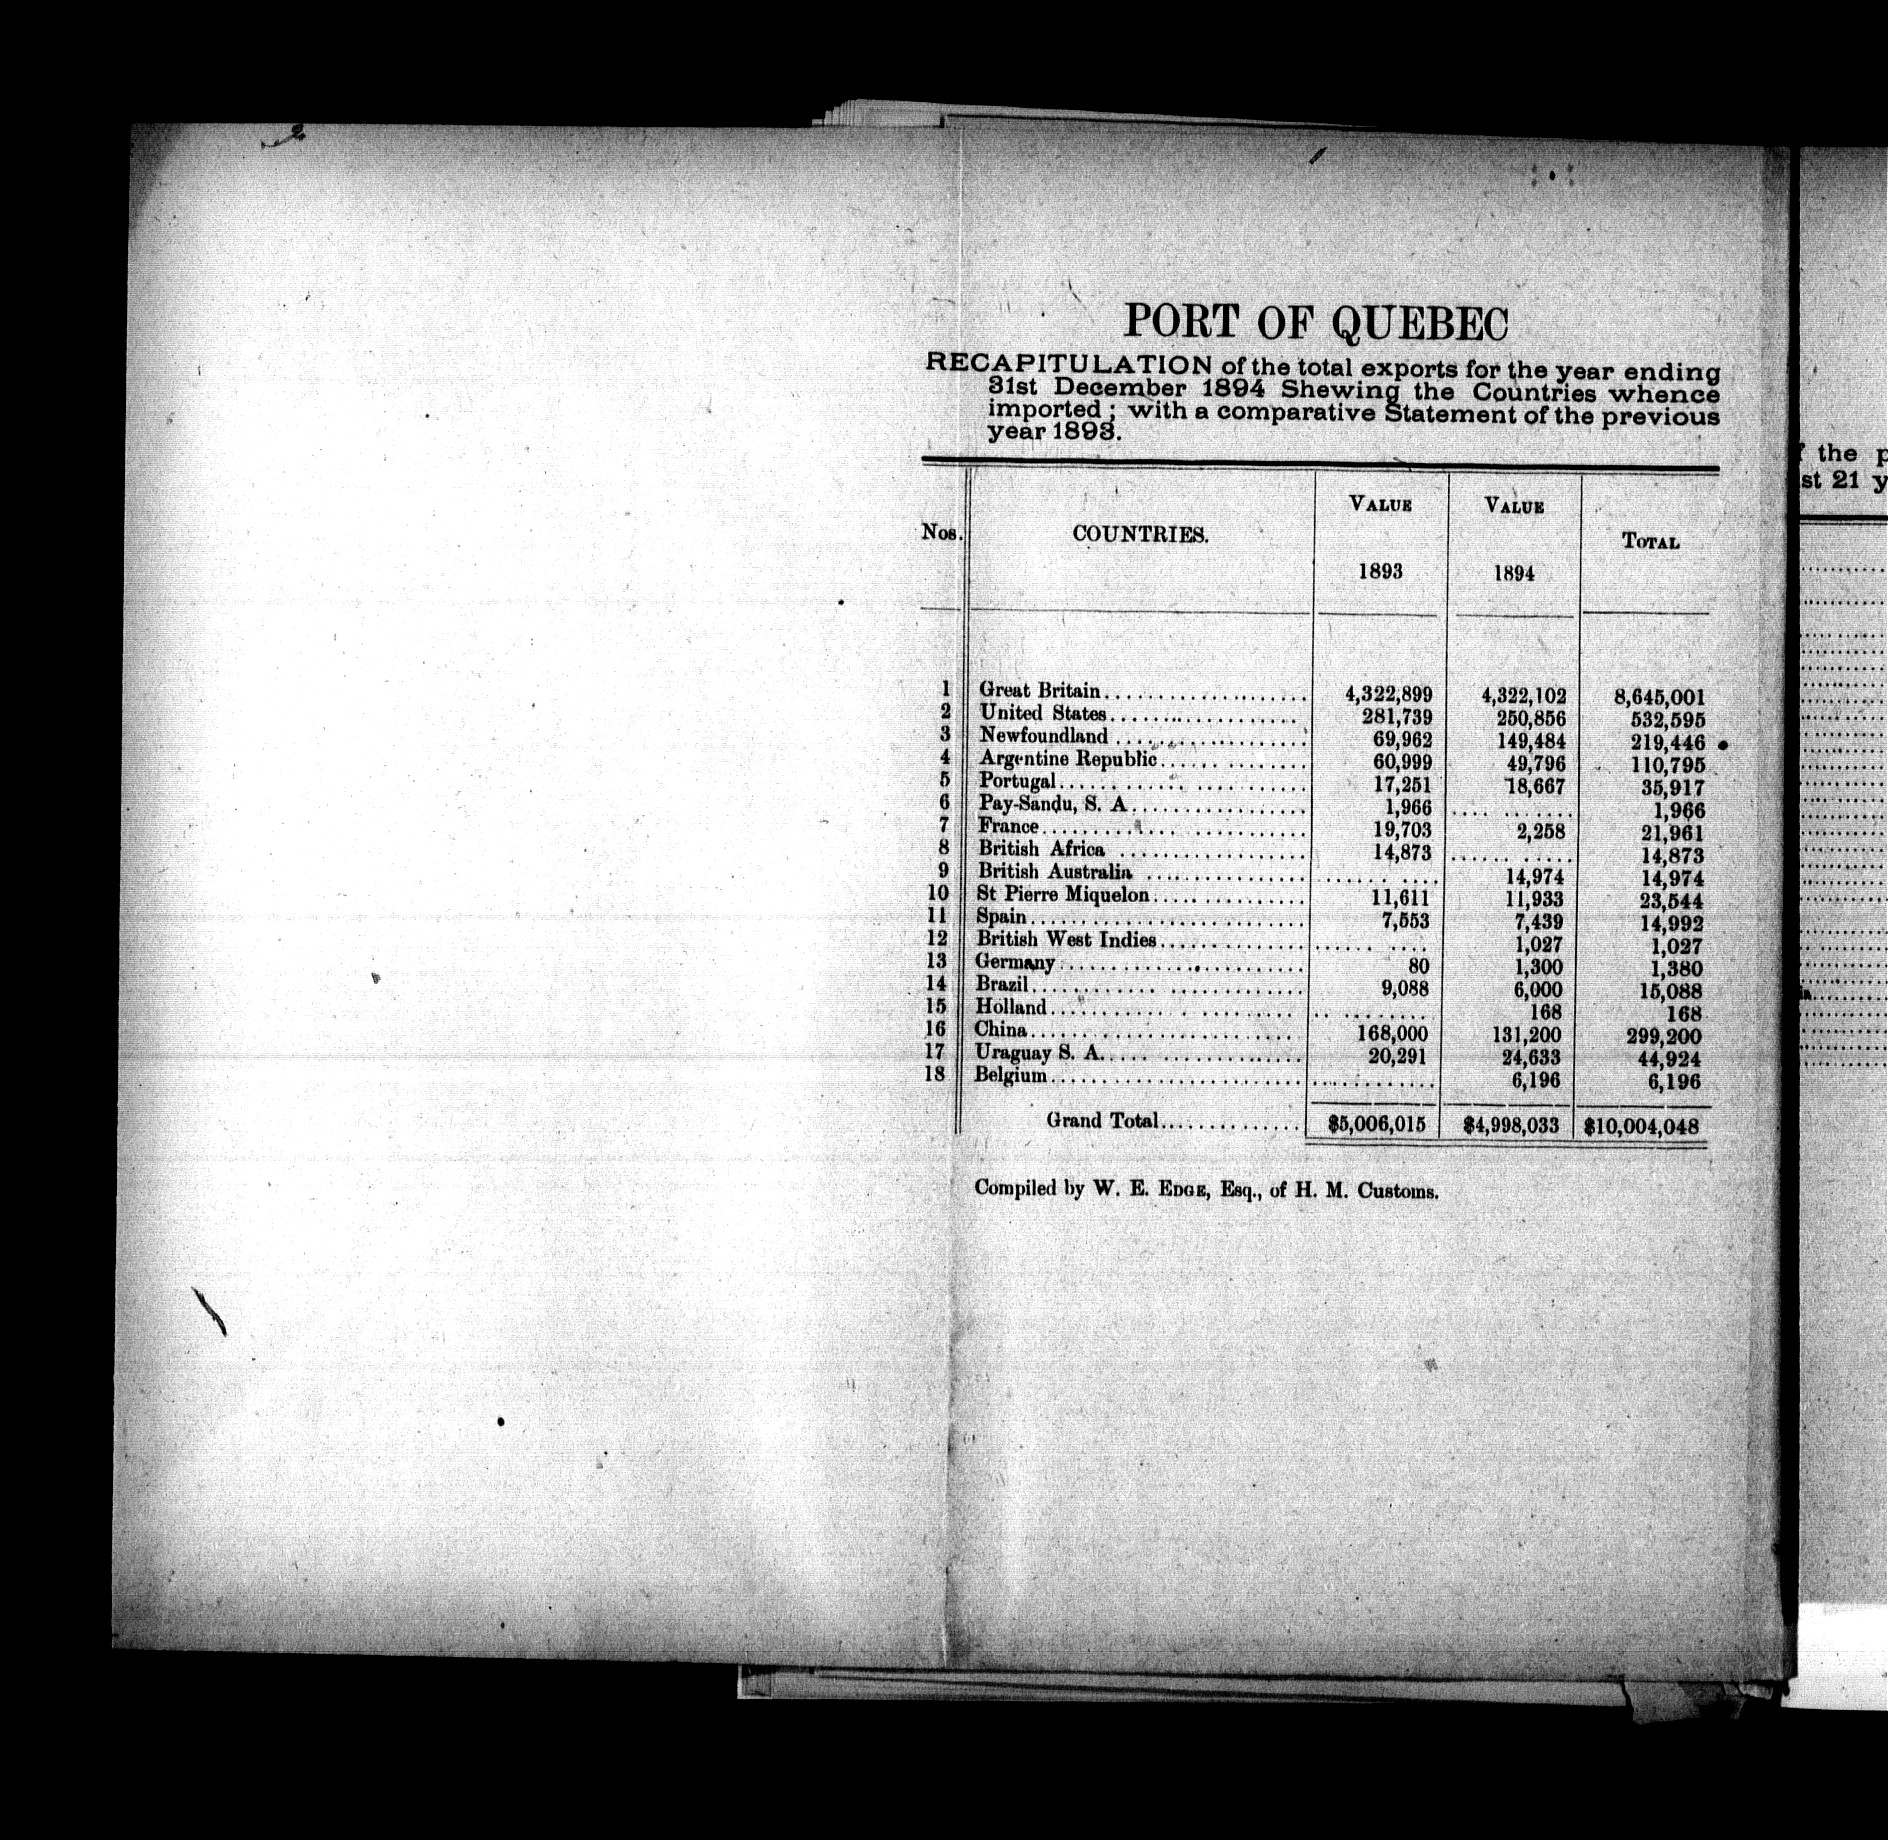 PORT OF QUEBEC
RECAPITULATION of the total exports for the year ending
31st December 1894 Shewing the Countries whence
imported ; with a comparative Statement of the previous
year 1893.
Nos. COUNTRIES. VALUE 1893 VALUE 1894 TOTAL
1 Great Britain 4,322,899 4,322,102 8,645,001
2 United States 281,739 250,856 532,595
3 Newfoundland 69,962 149,484 219,446
4 Argentine Republic 60,999 49,796 110,795
5 Portugal 17,251 18,667 35,917
6 Pay-Sandu, S. A. 1,966 ........... 1,966
7 France 19,703 2,258 21,961
8 British Africa 14,873 ........... 14,873
9 British Australia ........... 14,974 14,974
10 St Pierre Miquelon 11,611 11,933 23,544
11 Spain 7,553 7,439 14,992
12 British West Indies .......... 1,027 1,027
13 Germany 80 1,300 1,380
14 Brazil 9,088 6,000 15,088
15 Holland ........... 168 168
16 China 168,000 131,200 299,200
17 Uraguay S. A. 20,291 24,633 44,924
18 Belgium ............ 6,196 6,196
Grand Total.............. $5,006,015 $4,998,033 $10,004,048
Compiled by W. E. EDGE, Esq., of H. M. Customs.
the p
st 21 y